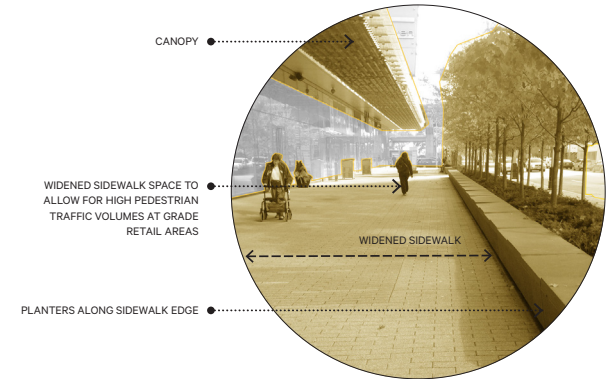 CANOPY
WIDENED SIDEWALK SPACE TO
ALLOW FOR HIGH PEDESTRIAN
TRAFFIC VOLUMES AT GRADE
RETAIL AREAS
WIDENED SIDEWALK
PLANTERS ALONG SIDEWALK EDGE